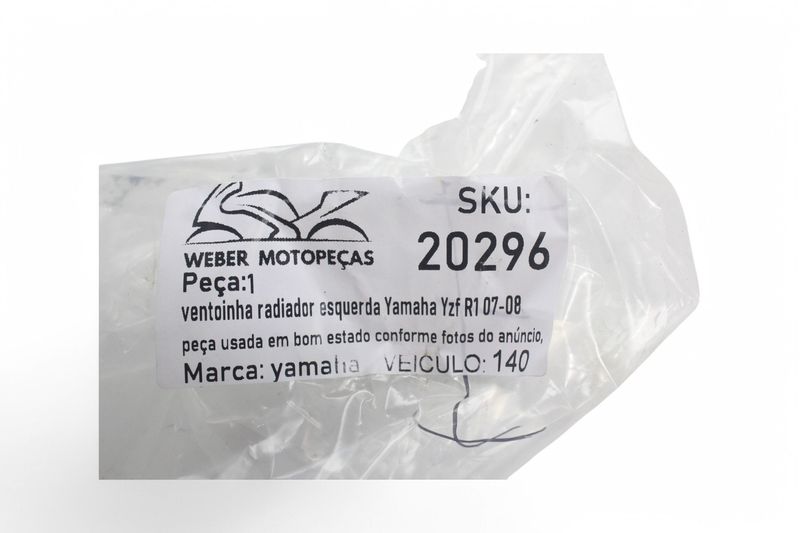 WEBER MOTOPEÇAS
SKU:
20296
Peça:1
ventoinha radiador esquerda Yamaha Yzf R1 07-08
peça usada em bom estado conforme fotos do anúncio,
Marca: yamaha VEICULO: 140